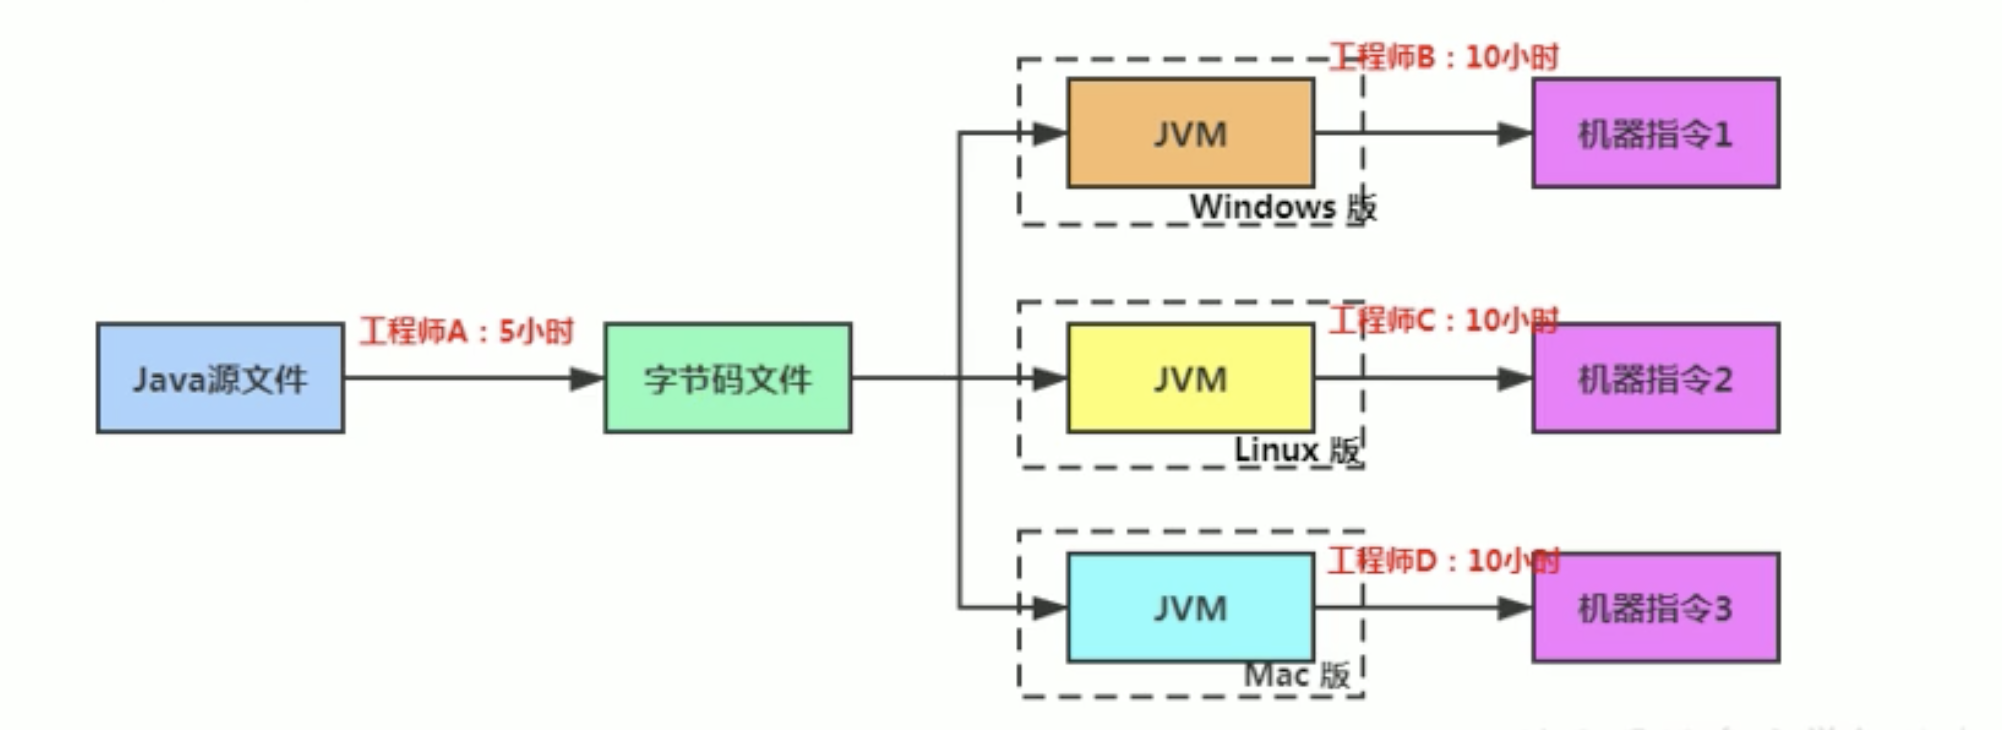 工程师B：10小时
JVM
机器指令1
Windows 版
Java源文件
工程师A：5小时
字节码文件
工程师C：10小时
JVM
机器指令2
Linux 版
工程师D：10小时
JVM
机器指令3
Mac 版